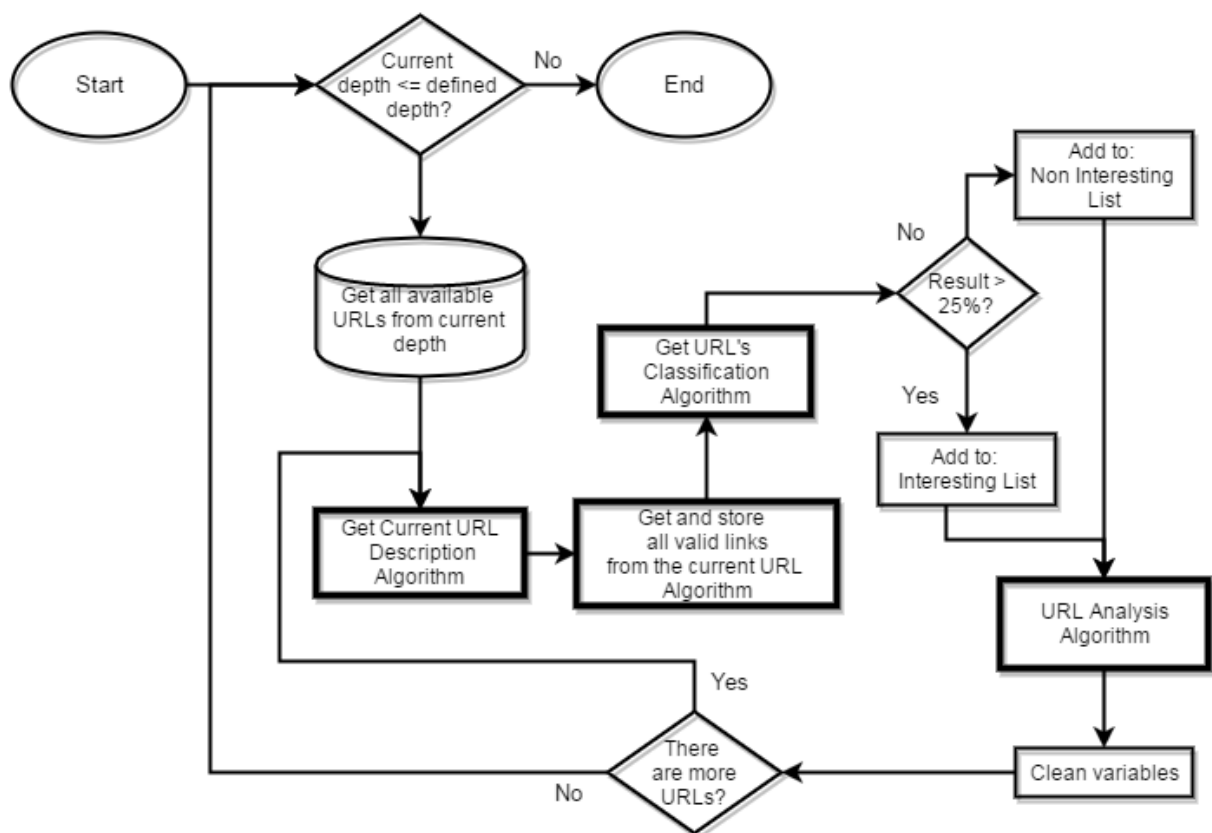 Start
Current
depth <= defined
depth?
No
End
Get all available
URLs from current
depth
Get Current URL
Description
Algorithm
Get and store
all valid links
from the current URL
Algorithm
Get URL's
Classification
Algorithm
Result >
25%?
No
Add to:
Non Interesting
List
Yes
Add to:
Interesting List
URL Analysis
Algorithm
Clean variables
There
are more
URLs?
Yes
No